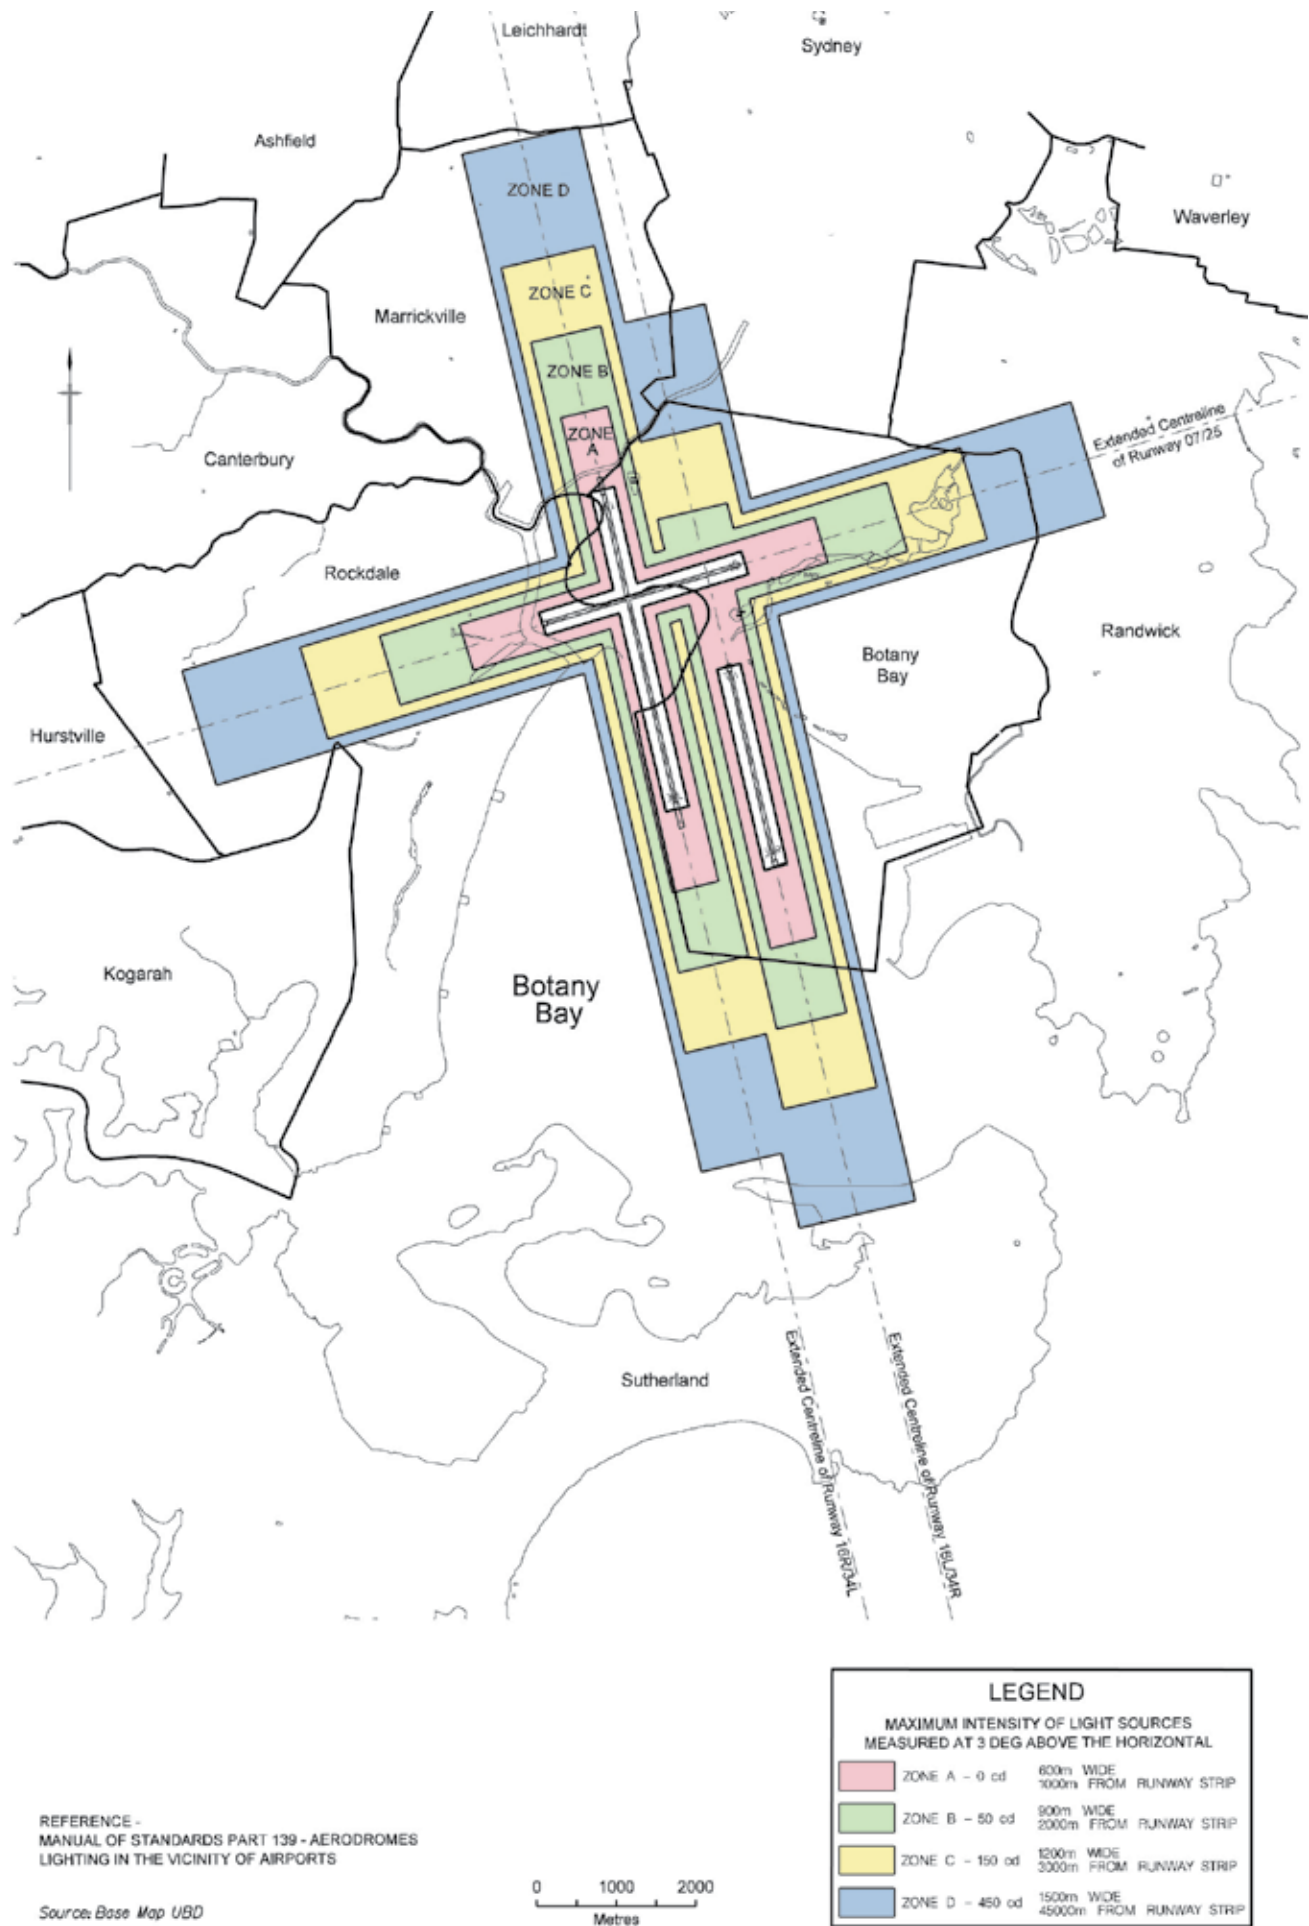 Leichhardt
Sydney
Ashfield
ZONE D
Waverley
ZONE C
Marrickville
ZONE B
ZONE
A
Extended Centreline
of Runway 07/25
Canterbury
Rockdale
Randwick
Botany
Bay
Hurstville
Kogarah
Botany
Bay
Sutherland
Extended Centreline of Runway 16R/34L
Extended Centreline of Runway 16L/34R
LEGEND
MAXIMUM INTENSITY OF LIGHT SOURCES
MEASURED AT 3 DEG ABOVE THE HORIZONTAL
ZONE A - 0 cd 600m WIDE
1000m FROM RUNWAY STRIP
ZONE B - 50 cd 900m WIDE
2000m FROM RUNWAY STRIP
ZONE C - 150 cd 1200m WIDE
3000m FROM RUNWAY STRIP
ZONE D - 450 cd 1500m WIDE
45000m FROM RUNWAY STRIP
REFERENCE -
MANUAL OF STANDARDS PART 139 - AERODROMES
LIGHTING IN THE VICINITY OF AIRPORTS
Source: Base Map UBD
0 1000 2000
Metres